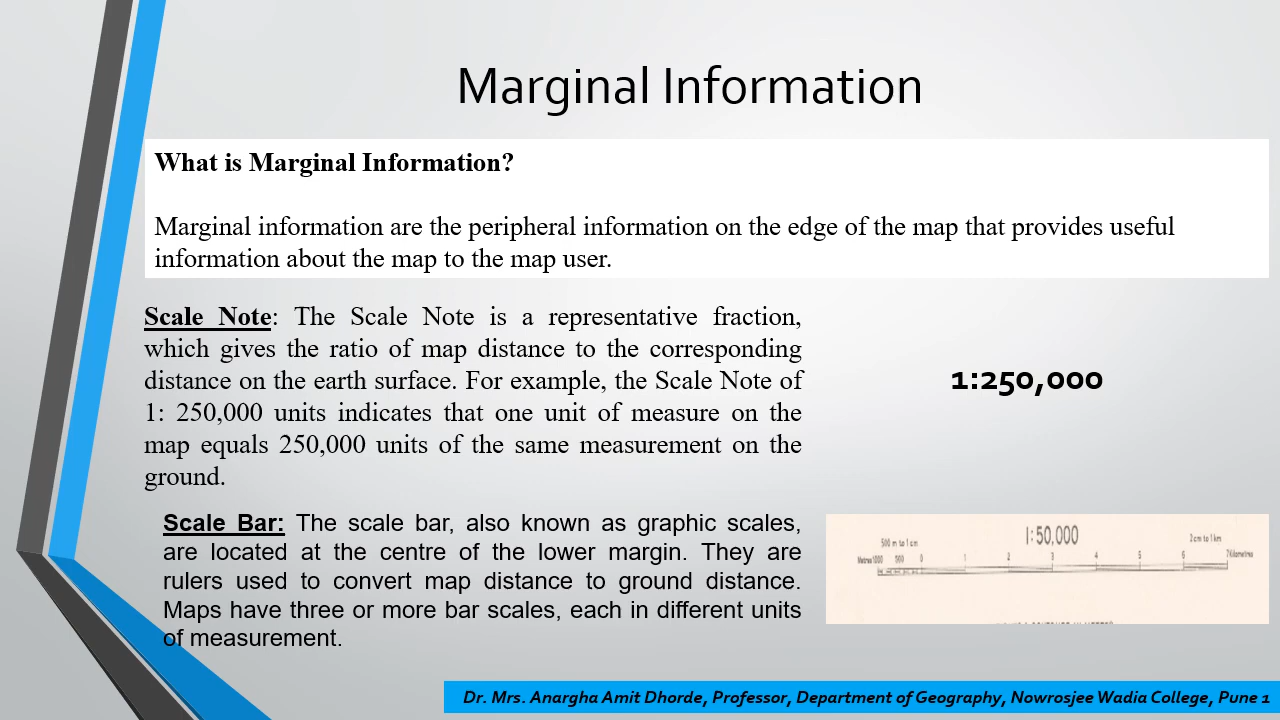 Marginal Information
What is Marginal Information?
Marginal information are the peripheral information on the edge of the map that provides useful
information about the map to the map user.
Scale Note: The Scale Note is a representative fraction,
which gives the ratio of map distance to the corresponding
distance on the earth surface. For example, the Scale Note of
1: 250,000 units indicates that one unit of measure on the
map equals 250,000 units of the same measurement on the
ground.
1:250,000
Scale Bar: The scale bar, also known as graphic scales,
are located at the centre of the lower margin. They are
rulers used to convert map distance to ground distance.
Maps have three or more bar scales, each in different units
of measurement.
1:50,000
500 m to 1 cm
2cm to 1km
Metres 1000 500 0 1 2 3 4 5 6 7Kilometres
Dr. Mrs. Anargha Amit Dhorde, Professor, Department of Geography, Nowrosjee Wadia College, Pune 1